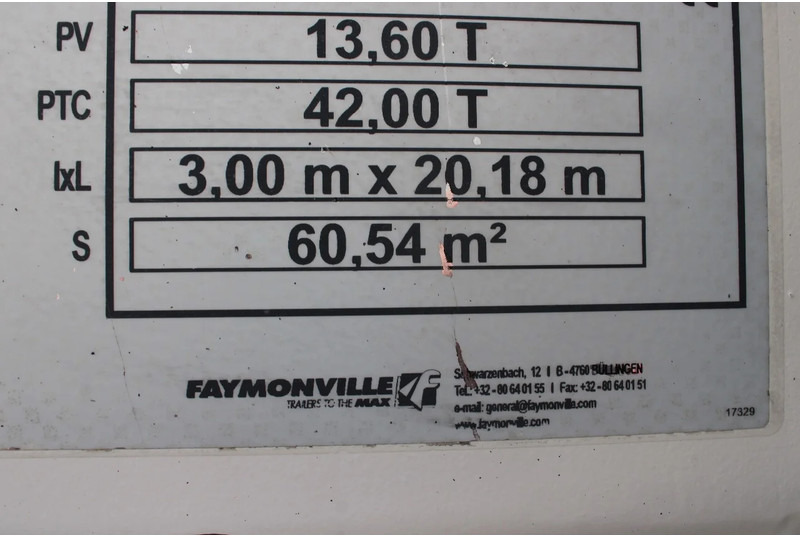 PV 13,60 T
PTC 42,00 T
lxL 3,00 m x 20,18 m
S 60,54 m²
FAYMONVILLE
TRAILERS TO THE MAX
Schwarzenbach, 12 I B - 4760 BÜLLINGEN
Tel.: +32 - 80 64 01 55 I Fax: +32 - 80 64 01 51
e-mail: general@faymonville.com
www.faymonville.com
17329